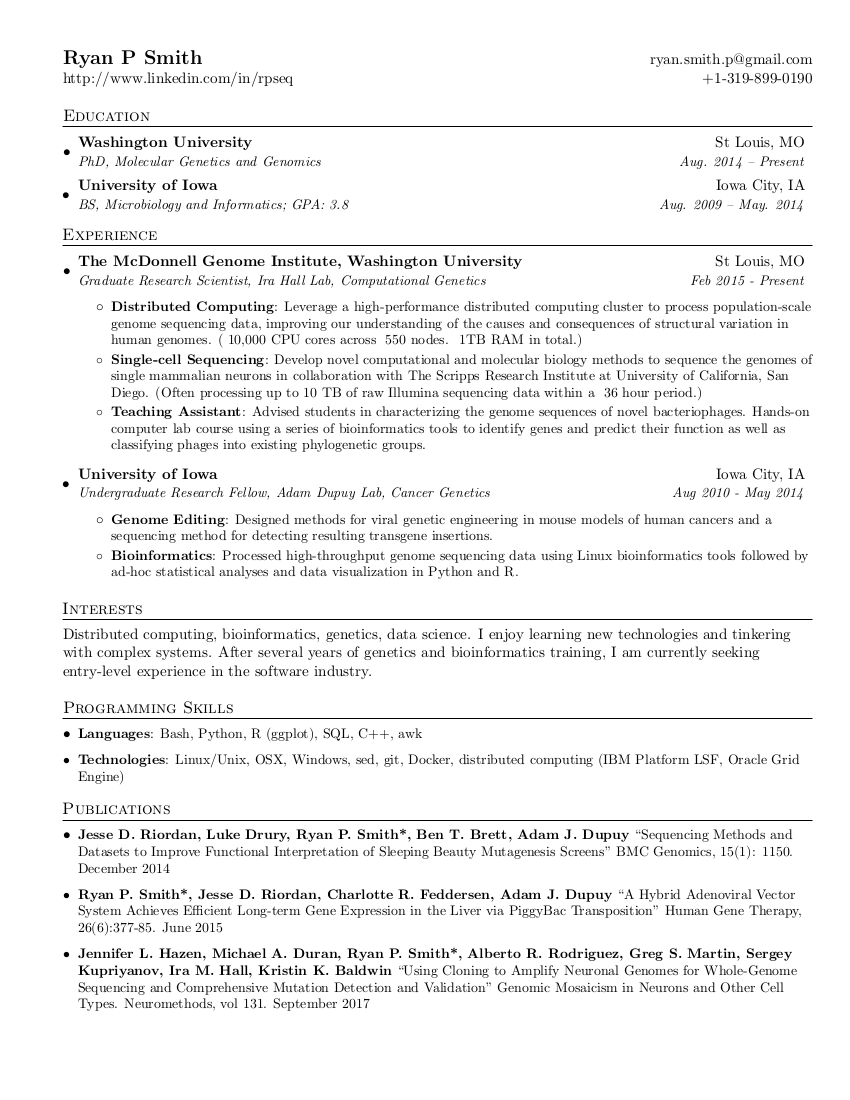 Ryan P Smith
ryan.smith.p@gmail.com
http://www.linkedin.com/in/rpseq
+1-319-899-0190
Education
• Washington University
St Louis, MO
PhD, Molecular Genetics and Genomics
Aug. 2014 – Present
• University of Iowa
Iowa City, IA
BS, Microbiology and Informatics; GPA: 3.8
Aug. 2009 – May. 2014
Experience
• The McDonnell Genome Institute, Washington University
St Louis, MO
Graduate Research Scientist, Ira Hall Lab, Computational Genetics
Feb 2015 - Present
◦ Distributed Computing: Leverage a high-performance distributed computing cluster to process population-scale
genome sequencing data, improving our understanding of the causes and consequences of structural variation in
human genomes. ( 10,000 CPU cores across 550 nodes. 1TB RAM in total.)
◦ Single-cell Sequencing: Develop novel computational and molecular biology methods to sequence the genomes of
single mammalian neurons in collaboration with The Scripps Research Institute at University of California, San
Diego. (Often processing up to 10 TB of raw Illumina sequencing data within a 36 hour period.)
◦ Teaching Assistant: Advised students in characterizing the genome sequences of novel bacteriophages. Hands-on
computer lab course using a series of bioinformatics tools to identify genes and predict their function as well as
classifying phages into existing phylogenetic groups.
• University of Iowa
Iowa City, IA
Undergraduate Research Fellow, Adam Dupuy Lab, Cancer Genetics
Aug 2010 - May 2014
◦ Genome Editing: Designed methods for viral genetic engineering in mouse models of human cancers and a
sequencing method for detecting resulting transgene insertions.
◦ Bioinformatics: Processed high-throughput genome sequencing data using Linux bioinformatics tools followed by
ad-hoc statistical analyses and data visualization in Python and R.
Interests
Distributed computing, bioinformatics, genetics, data science. I enjoy learning new technologies and tinkering
with complex systems. After several years of genetics and bioinformatics training, I am currently seeking
entry-level experience in the software industry.
Programming Skills
• Languages: Bash, Python, R (ggplot), SQL, C++, awk
• Technologies: Linux/Unix, OSX, Windows, sed, git, Docker, distributed computing (IBM Platform LSF, Oracle Grid
Engine)
Publications
• Jesse D. Riordan, Luke Drury, Ryan P. Smith*, Ben T. Brett, Adam J. Dupuy “Sequencing Methods and
Datasets to Improve Functional Interpretation of Sleeping Beauty Mutagenesis Screens” BMC Genomics, 15(1): 1150.
December 2014
• Ryan P. Smith*, Jesse D. Riordan, Charlotte R. Feddersen, Adam J. Dupuy “A Hybrid Adenoviral Vector
System Achieves Efficient Long-term Gene Expression in the Liver via PiggyBac Transposition” Human Gene Therapy,
26(6):377-85. June 2015
• Jennifer L. Hazen, Michael A. Duran, Ryan P. Smith*, Alberto R. Rodriguez, Greg S. Martin, Sergey
Kupriyanov, Ira M. Hall, Kristin K. Baldwin “Using Cloning to Amplify Neuronal Genomes for Whole-Genome
Sequencing and Comprehensive Mutation Detection and Validation” Genomic Mosaicism in Neurons and Other Cell
Types. Neuromethods, vol 131. September 2017